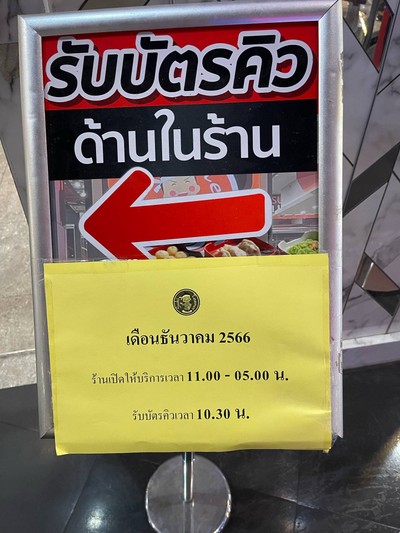 รับบัตรคิว
ด้านในร้าน
เดือนธันวาคม 2566
ร้านเปิดให้บริการเวลา 11.00 - 05.00 น.
รับบัตรคิวเวลา 10.30 น.